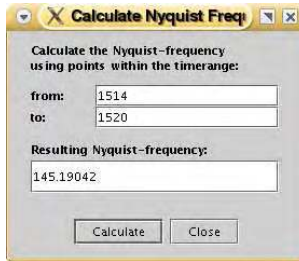 Calculate Nyquist Freq
Calculate the Nyquist-frequency
using points within the timerange:
from: 1514
to: 1520
Resulting Nyquist-frequency:
145.19042
Calculate Close